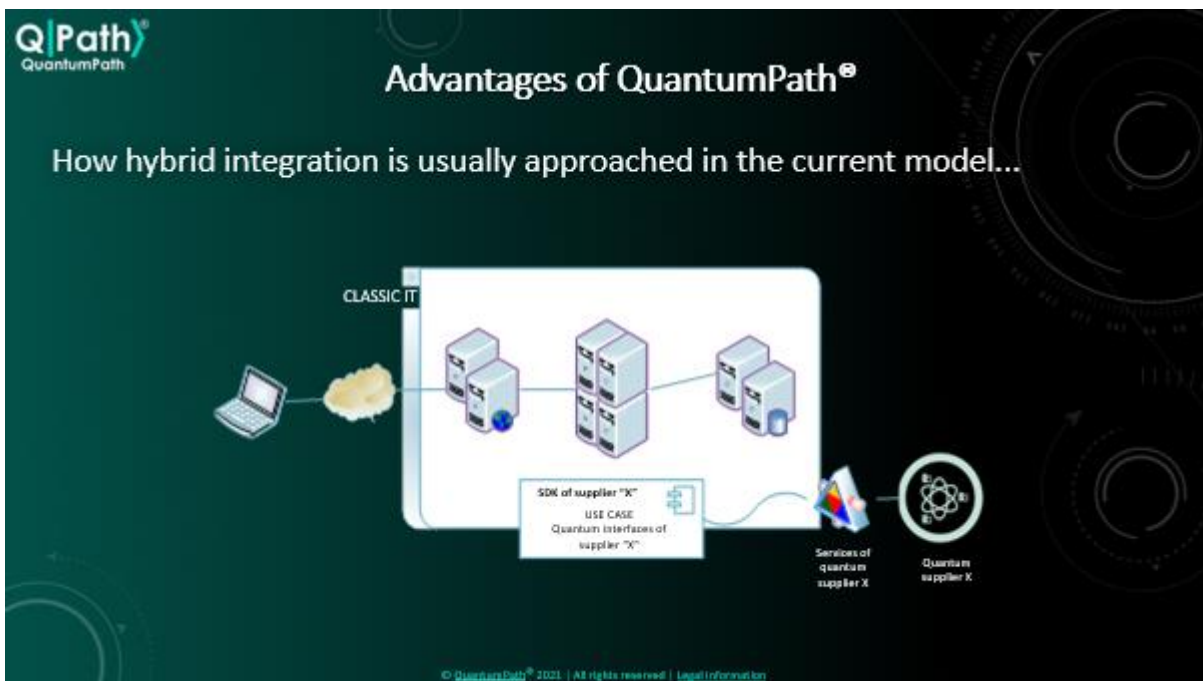 Q|Path⟩®
QuantumPath
Advantages of QuantumPath®
How hybrid integration is usually approached in the current model...
CLASSIC IT
SDK of supplier "X"
USE CASE
Quantum interfaces of
supplier "X"
Services of
quantum
supplier X
Quantum
supplier X
© QuantumPath® 2021 | All rights reserved | Legal information